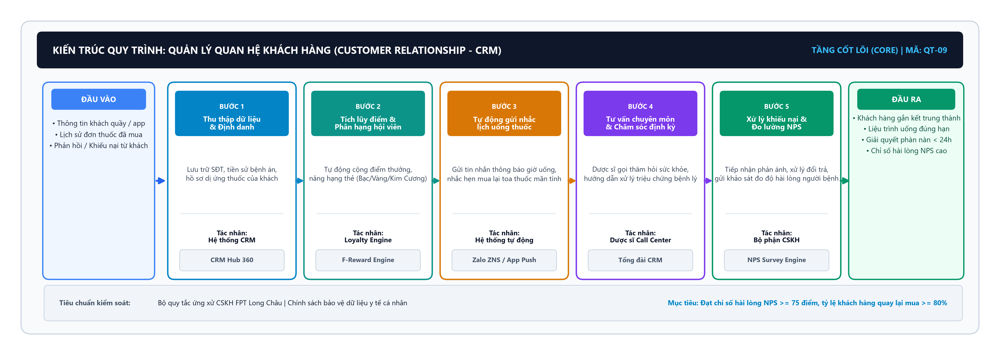 KIẾN TRÚC QUY TRÌNH: QUẢN LÝ QUAN HỆ KHÁCH HÀNG (CUSTOMER RELATIONSHIP - CRM)
TẦNG CỐT LÕI (CORE) | MÃ: QT-09
ĐẦU VÀO
• Thông tin khách quầy / app
• Lịch sử đơn thuốc đã mua
• Phản hồi / Khiếu nại từ khách
BƯỚC 1
Thu thập dữ liệu
& Định danh
Lưu trữ SĐT, tiền sử bệnh án,
hồ sơ dị ứng thuốc của khách
Tác nhân:
Hệ thống CRM
CRM Hub 360
BƯỚC 2
Tích lũy điểm &
Phân hạng hội viên
Tự động cộng điểm thưởng,
nâng hạng thẻ (Bạc/Vàng/Kim Cương)
Tác nhân:
Loyalty Engine
F-Reward Engine
BƯỚC 3
Tự động gửi nhắc
lịch uống thuốc
Gửi tin nhắn thông báo giờ uống,
nhắc hẹn mua lại toa thuốc mãn tính
Tác nhân:
Hệ thống tự động
Zalo ZNS / App Push
BƯỚC 4
Tư vấn chuyên môn
& Chăm sóc định kỳ
Dược sĩ gọi thăm hỏi sức khỏe,
hướng dẫn xử lý triệu chứng bệnh lý
Tác nhân:
Dược sĩ Call Center
Tổng đài CRM
BƯỚC 5
Xử lý khiếu nại &
Đo lường NPS
Tiếp nhận phản ánh, xử lý đổi trả,
gửi khảo sát đo độ hài lòng người bệnh
Tác nhân:
Bộ phận CSKH
NPS Survey Engine
ĐẦU RA
• Khách hàng gắn kết trung thành
• Liệu trình uống đúng hạn
• Giải quyết phàn nàn < 24h
• Chỉ số hài lòng NPS cao
Tiêu chuẩn kiểm soát:
Bộ quy tắc ứng xử CSKH FPT Long Châu | Chính sách bảo vệ dữ liệu y tế cá nhân
Mục tiêu: Đạt chỉ số hài lòng NPS >= 75 điểm, tỷ lệ khách hàng quay lại mua >= 80%